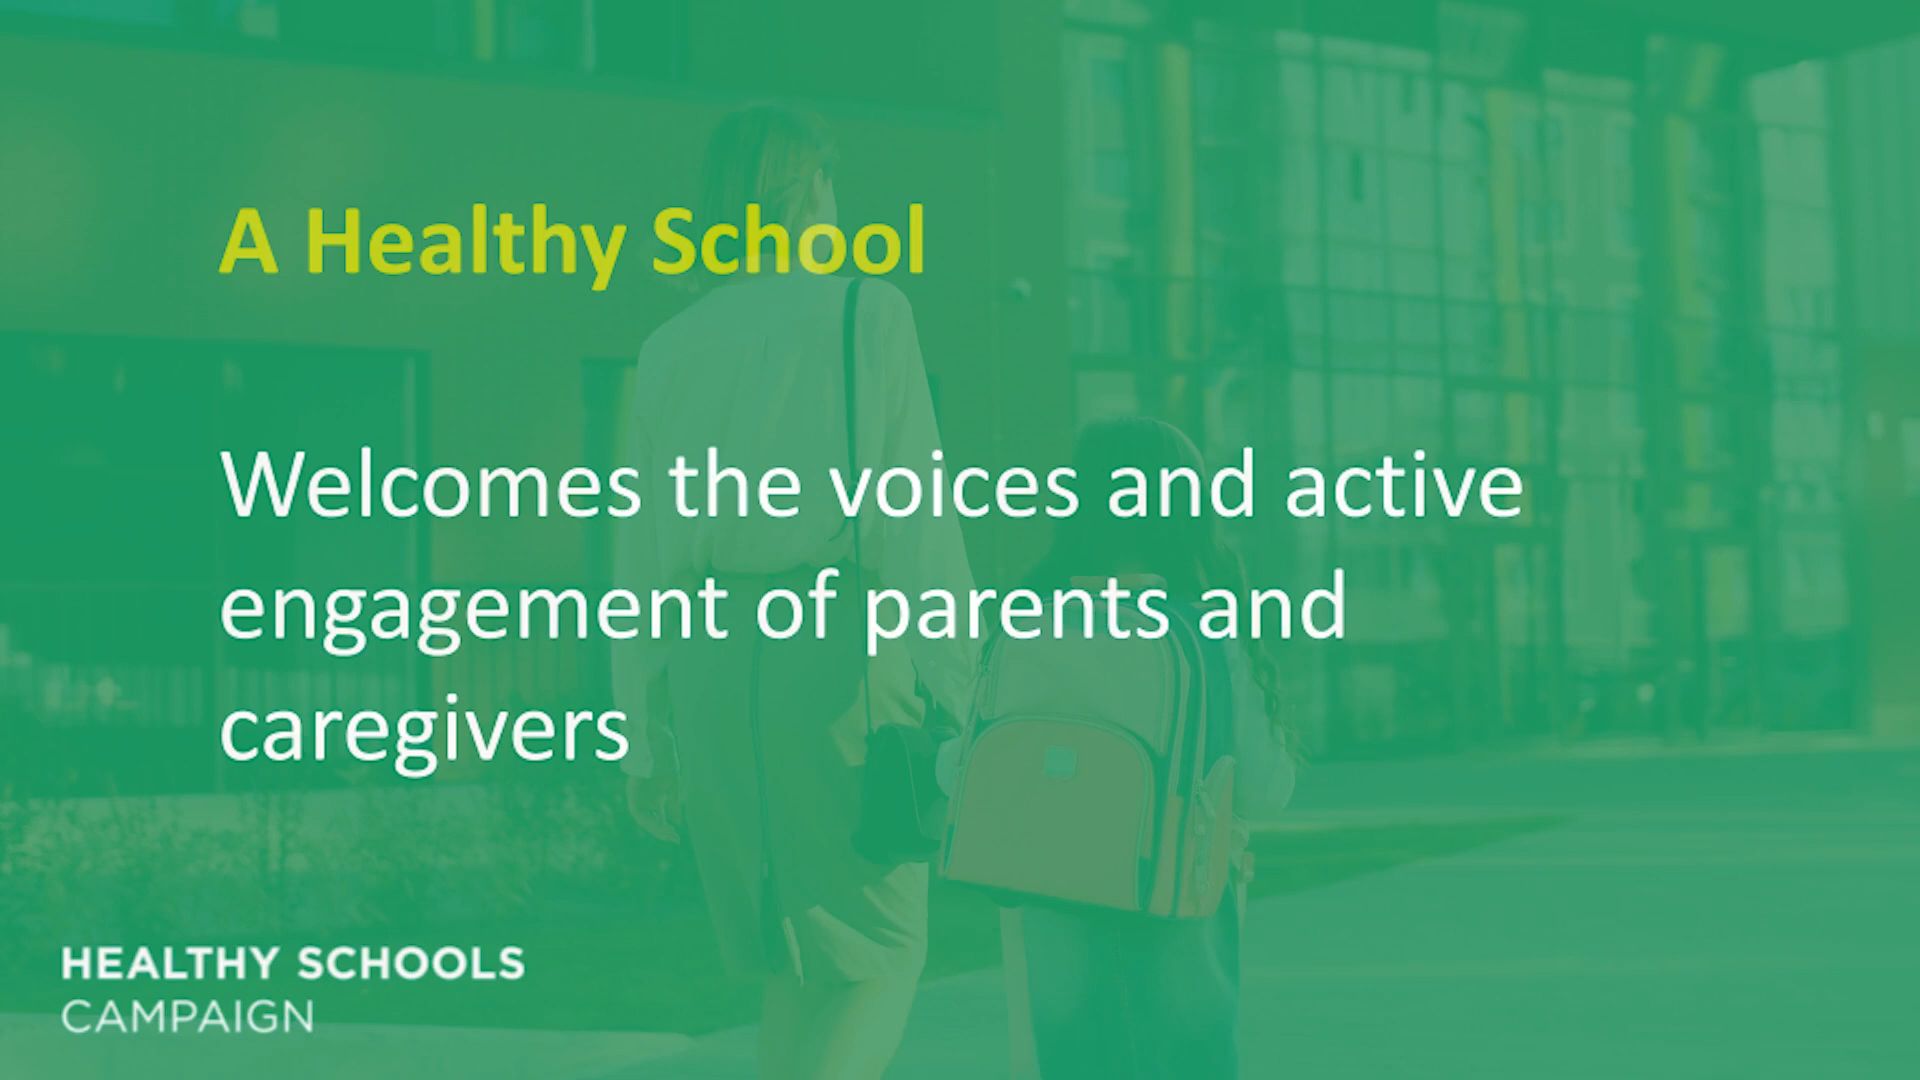 A Healthy School
Welcomes the voices and active
engagement of parents and
caregivers
HEALTHY SCHOOLS
CAMPAIGN